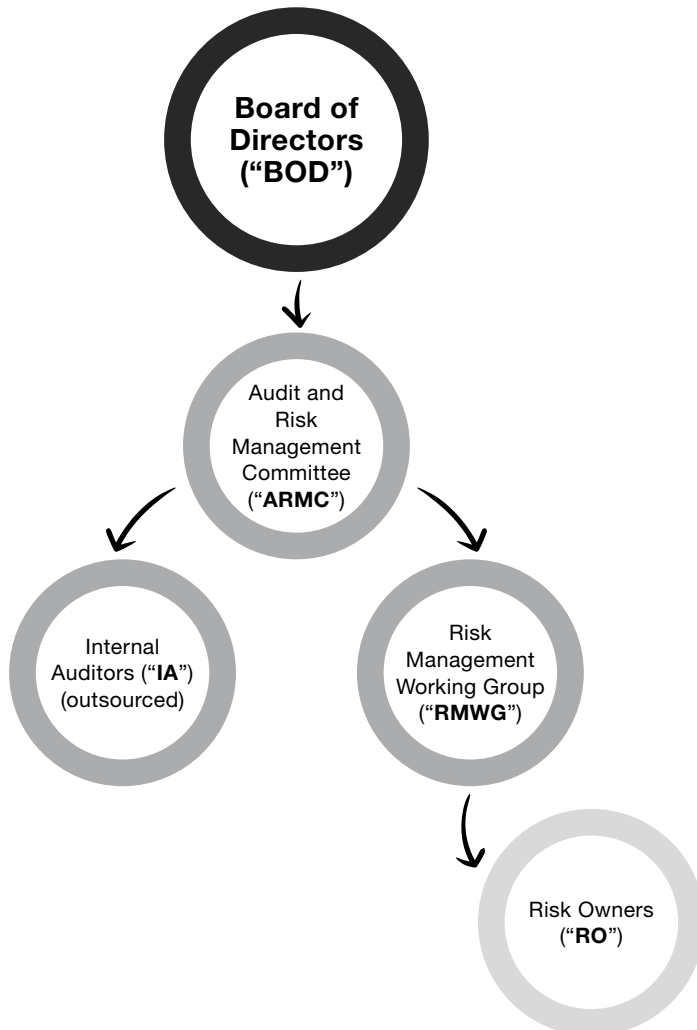 Board of
Directors
(“BOD”)
Audit and
Risk
Management
Committee
(“ARMC”)
Internal
Auditors (“IA”)
(outsourced)
Risk
Management
Working Group
(“RMWG”)
Risk Owners
(“RO”)